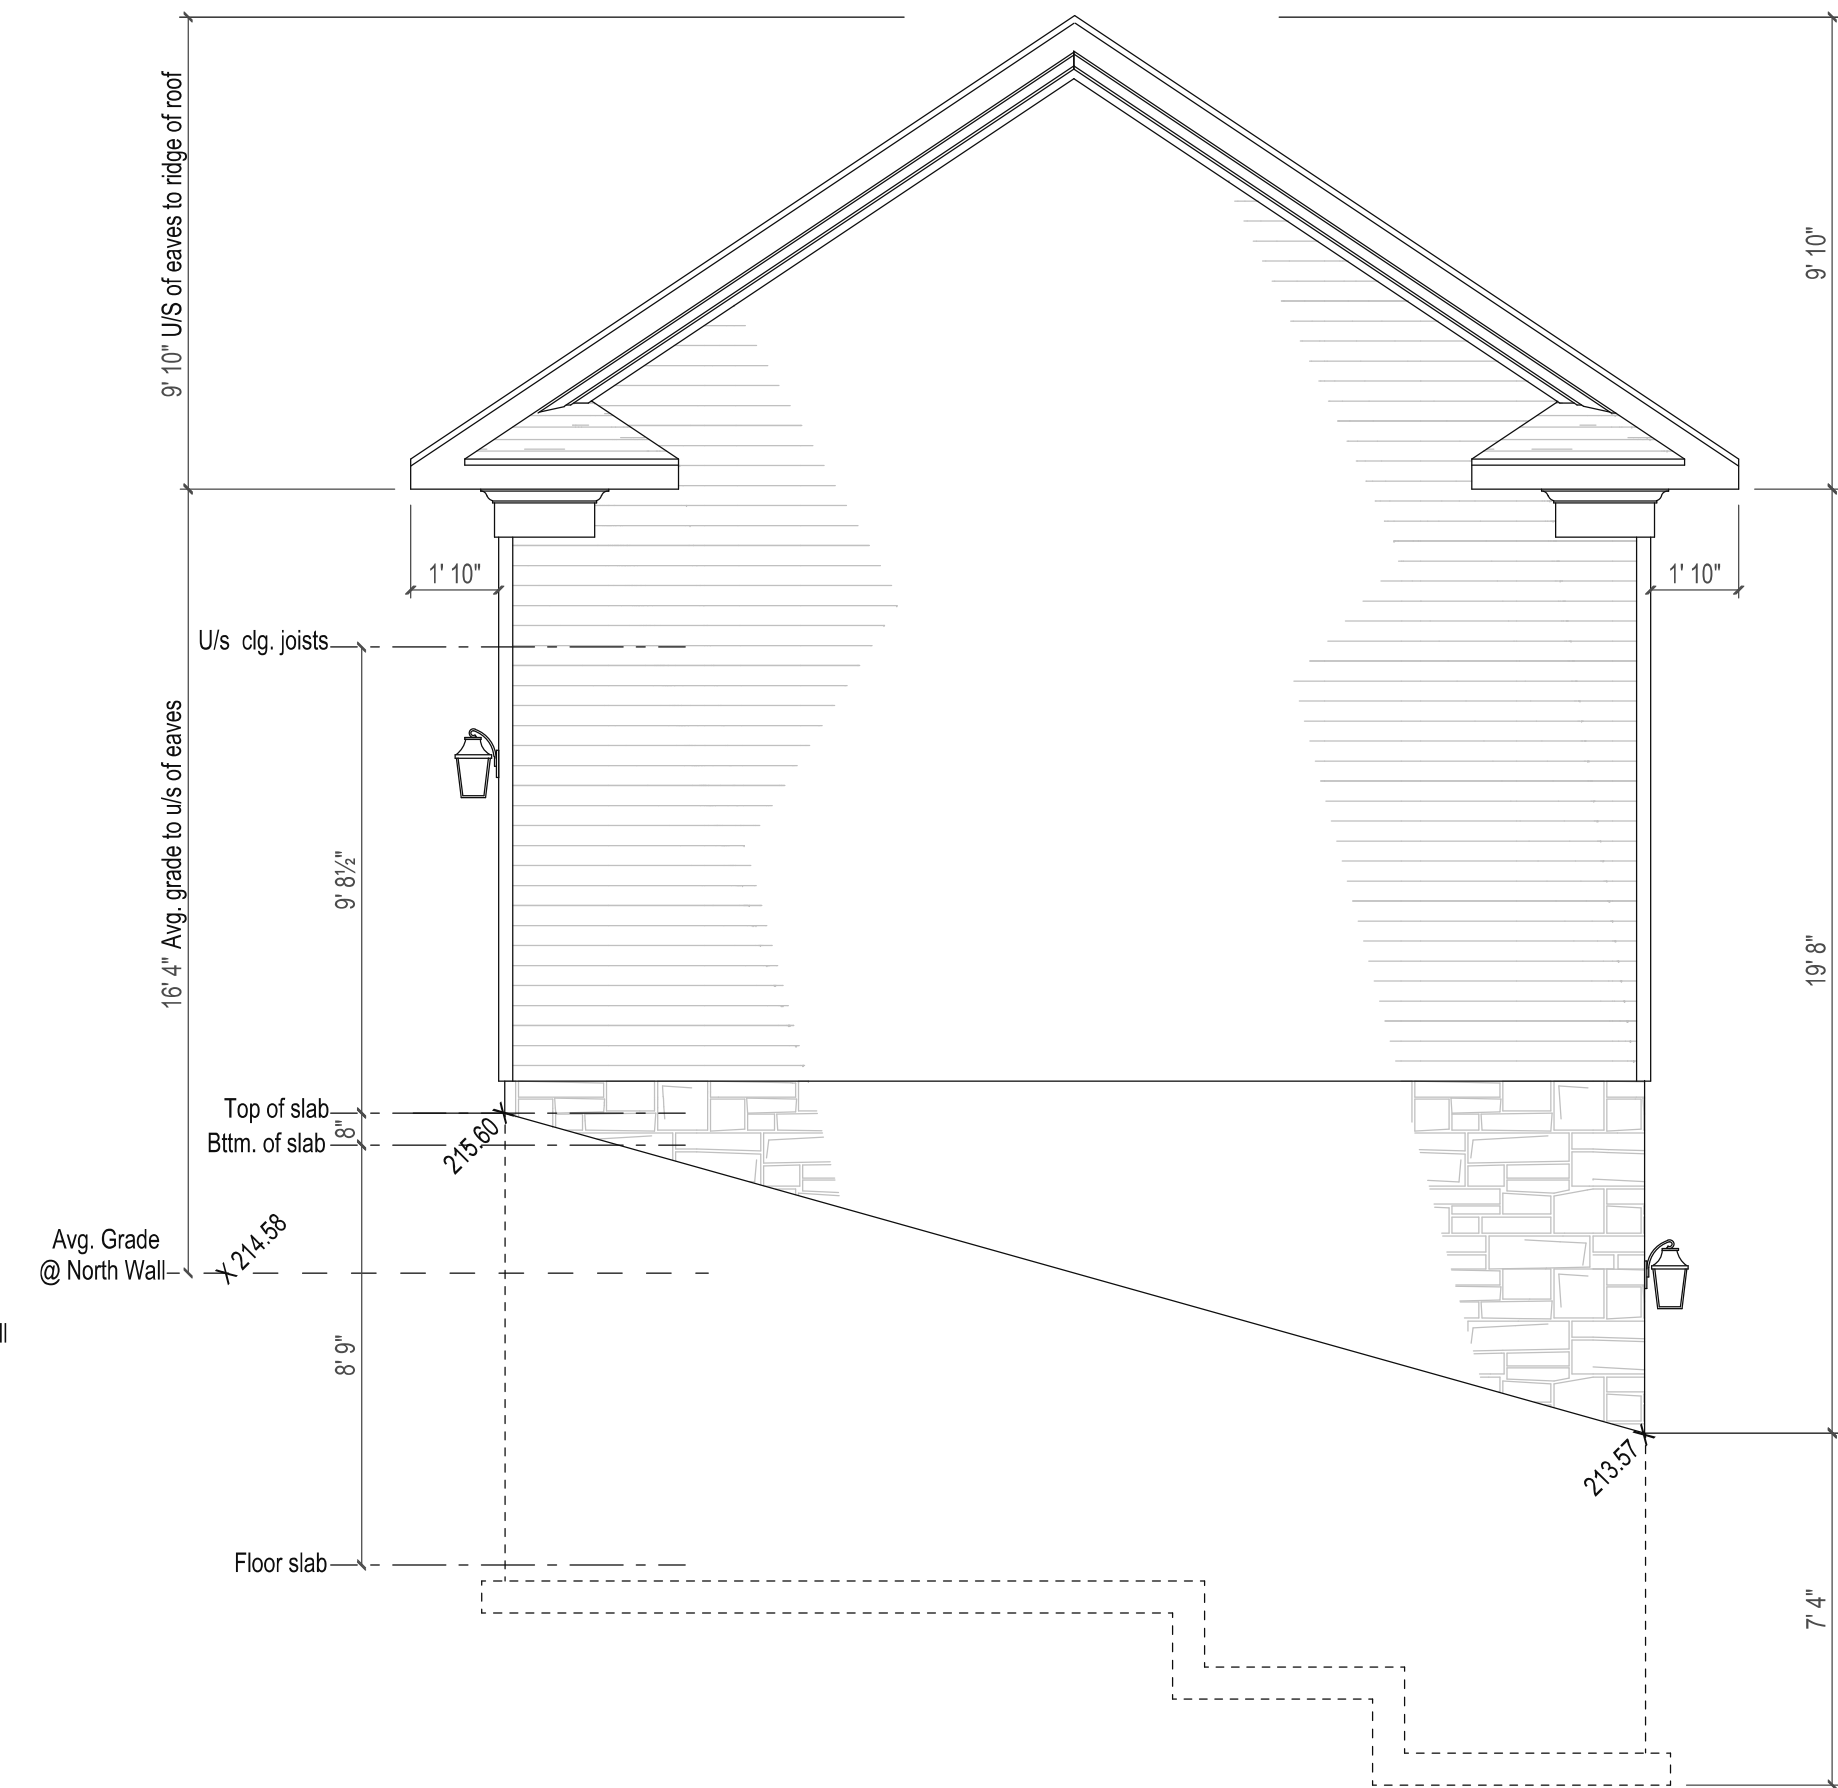 9' 10" U/S of eaves to ridge of roof
9' 10"
1' 10"
1' 10"
U/s clg. joists
16' 4" Avg. grade to u/s of eaves
9' 8½"
19' 8"
Top of slab
8"
Bttm. of slab
215.60
Avg. Grade
@ North Wall
X 214.58
ll
8' 9"
213.57
Floor slab
7' 4"